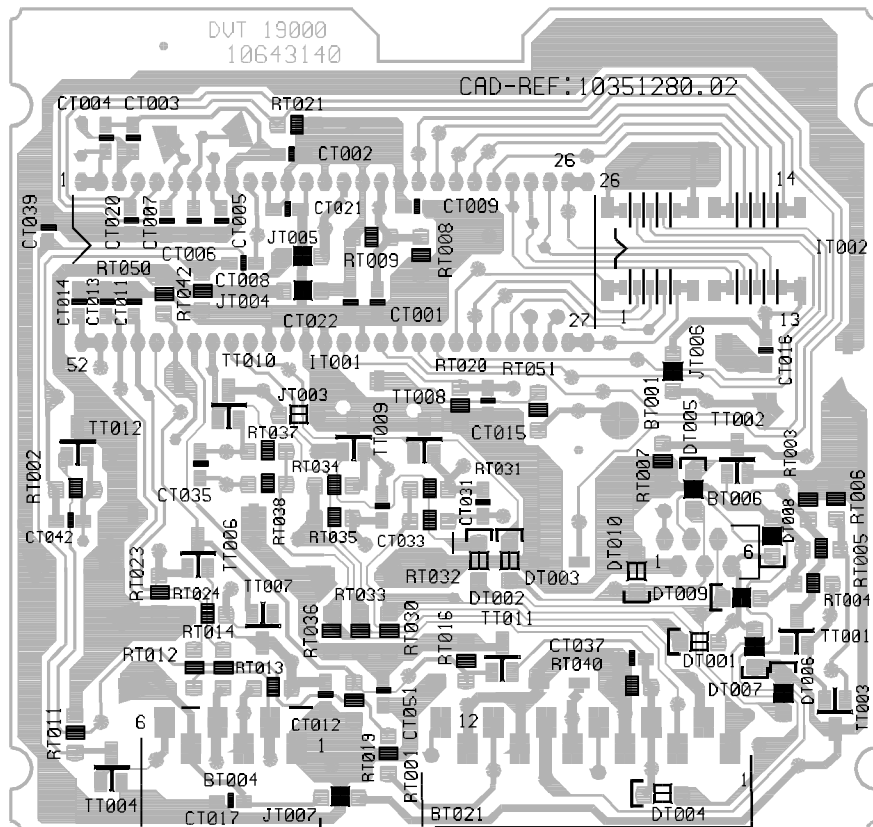 DVT 19000
10643140
CAD-REF:10351280.02
CT004
CT003
RT021
CT002
26
1
26
14
CT039
CT020
CT007
CT005
CT021
CT009
JT005
RT009
RT008
IT002
CT006
RT050
RT042
CT008
JT004
CT014
CT013
CT011
CT022
CT001
27
1
13
52
TT010
IT001
RT020
RT051
JT006
CT018
JT003
TT008
BT001
DT005
TT002
TT012
RT037
TT009
CT015
RT003
RT002
RT034
RT031
RT007
CT035
CT031
BT006
RT006
RT038
DT008
CT042
RT035
CT033
DT010
TT006
1
6
RT005
RT023
RT032
DT003
RT024
TT007
RT033
DT002
DT009
RT004
RT014
RT036
RT030
TT011
RT016
TT001
RT012
CT037
DT001
RT013
RT040
DT007
DT006
TT003
6
CT012
CT051
12
RT011
1
RT019
1
BT004
RT001
TT004
CT017
JT007
BT021
DT004